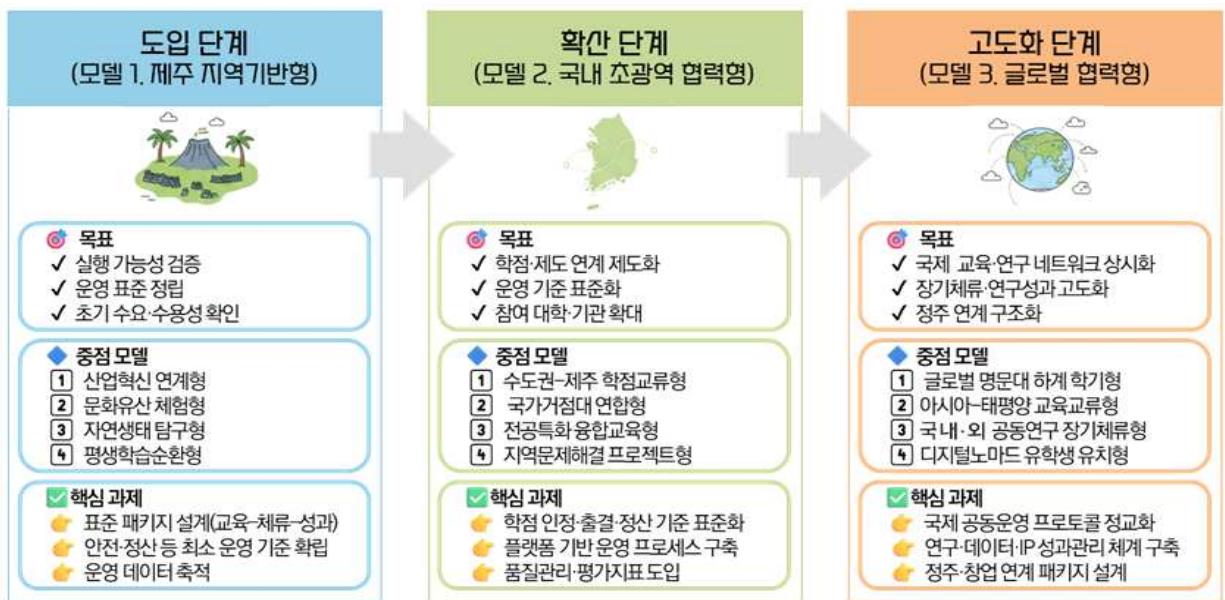 도입 단계
(모델 1. 제주 지역기반형)
목표
✓ 실행 가능성 검증
✓ 운영 표준 정립
✓ 초기 수요·수용성 확인
중점 모델
1 산업혁신 연계형
2 문화유산 체험형
3 자연생태 탐구형
4 평생학습순환형
핵심 과제
표준 패키지 설계(교육-체류-성과)
안전·정산 등 최소 운영 기준 확립
운영 데이터 축적
확산 단계
(모델 2. 국내 초광역 협력형)
목표
✓ 학점·제도 연계 제도화
✓ 운영 기준 표준화
✓ 참여 대학·기관 확대
중점 모델
1 수도권-제주 학점교류형
2 국가거점대 연합형
3 전공특화 융합교육형
4 지역문제해결 프로젝트형
핵심 과제
학점 인정·출결·정산 기준 표준화
플랫폼 기반 운영 프로세스 구축
품질관리·평가지표 도입
고도화 단계
(모델 3. 글로벌 협력형)
목표
✓ 국제 교육·연구 네트워크 상시화
✓ 장기체류·연구성과 고도화
✓ 정주 연계 구조화
중점 모델
1 글로벌 명문대 하계 학기형
2 아시아-태평양 교육교류형
3 국내·외 공동연구 장기체류형
4 디지털노마드 유학생 유치형
핵심 과제
국제 공동운영 프로토콜 정교화
연구·데이터·IP 성과관리 체계 구축
정주·창업 연계 패키지 설계